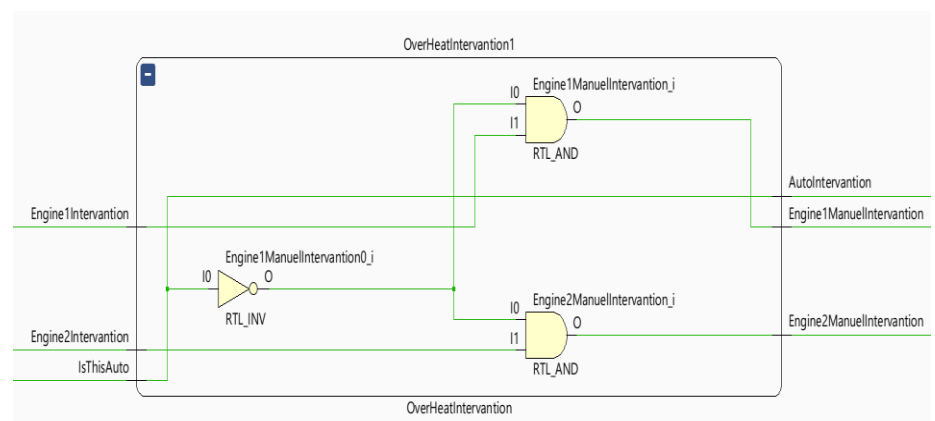 OverHeatIntervantion1
-
Engine1ManuelIntervantion_i
I0
O
I1
RTL_AND
AutoIntervantion
Engine1Intervantion
Engine1ManuelIntervantion
Engine1ManuelIntervantion0_i
I0
O
RTL_INV
Engine2ManuelIntervantion_i
I0
O
I1
RTL_AND
Engine2ManuelIntervantion
Engine2Intervantion
IsThisAuto
OverHeatIntervantion